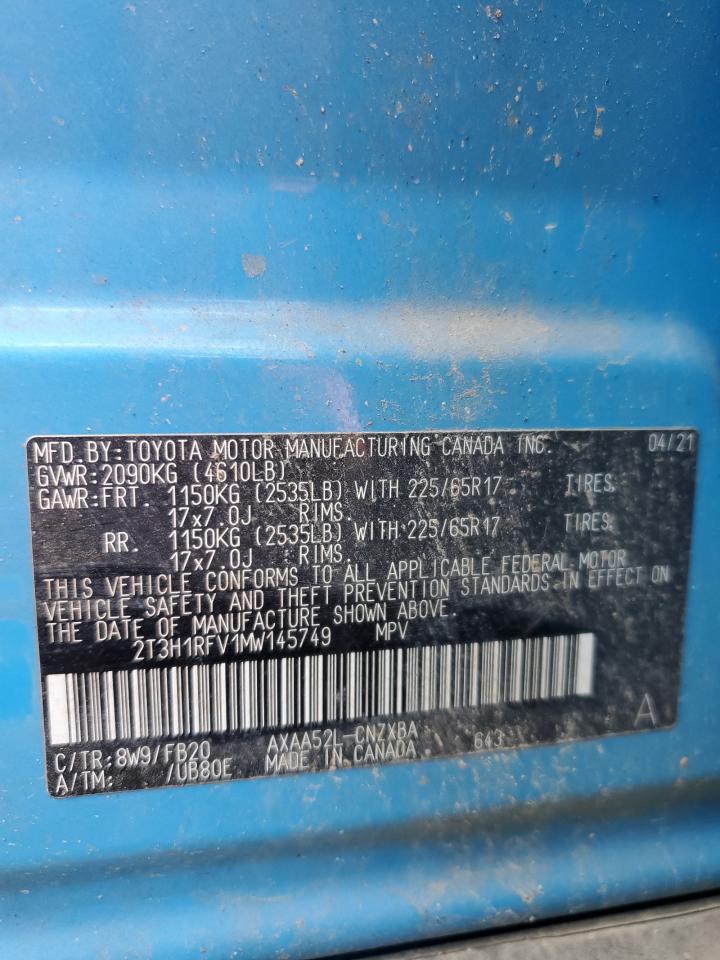 MFD.BY:TOYOTA MOTOR MANUFACTURING CANADA INC. 04/21
GVWR:2090KG (4610LB)
GAWR:FRT. 1150KG (2535LB) WITH 225/65R17 TIRES,
17x7.0J RIMS.
RR. 1150KG (2535LB) WITH 225/65R17 TIRES,
17x7.0J RIMS.
THIS VEHICLE CONFORMS TO ALL APPLICABLE FEDERAL MOTOR
VEHICLE SAFETY AND THEFT PREVENTION STANDARDS IN EFFECT ON
THE DATE OF MANUFACTURE SHOWN ABOVE.
2T3H1RFV1MW145749 MPV
C/TR:8W9/FB20 AXAA52L-CNZXBA 643 A
A/TM: /UB80E MADE IN CANADA